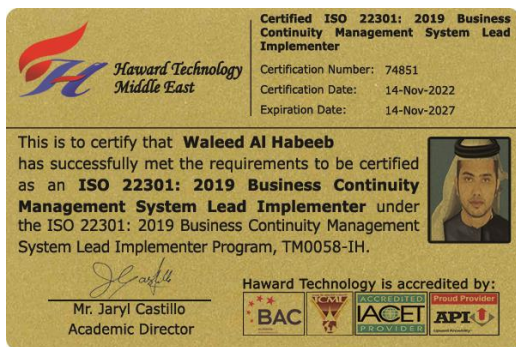 Haward Technology
Middle East
Certified ISO 22301: 2019 Business
Continuity Management System Lead
Implementer
Certification Number: 74851
Certification Date: 14-Nov-2022
Expiration Date: 14-Nov-2027
This is to certify that Waleed Al Habeeb
has successfully met the requirements to be certified
as an ISO 22301: 2019 Business Continuity
Management System Lead Implementer under
the ISO 22301: 2019 Business Continuity Management
System Lead Implementer Program, TM0058-IH.
Mr. Jaryl Castillo
Academic Director
Haward Technology is accredited by:
BAC
TCMI
ACCREDITED
IACET
PROVIDER
Proud Provider
API